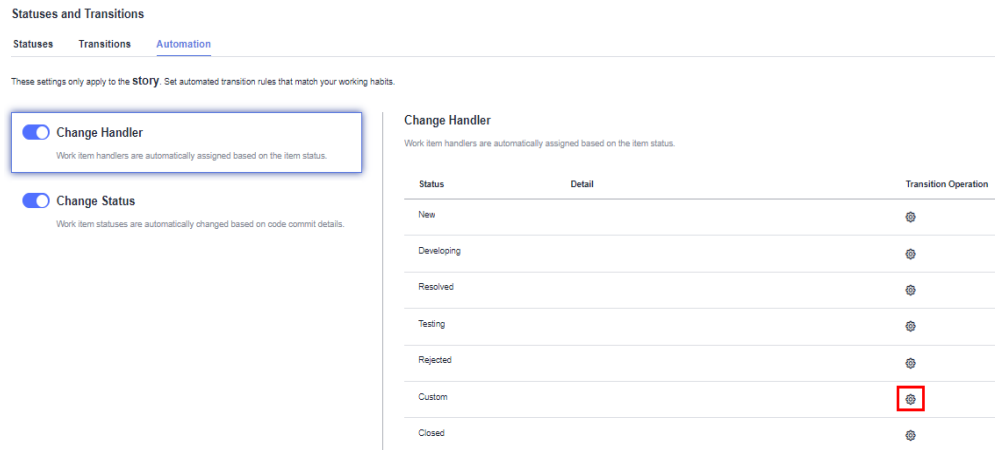 Statuses and Transitions
Statuses Transitions Automation
These settings only apply to the story. Set automated transition rules that match your working habits.
Change Handler
Work item handlers are automatically assigned based on the item status.
Change Status
Work item statuses are automatically changed based on code commit details.
Change Handler
Work item handlers are automatically assigned based on the item status.
Status Detail Transition Operation
New
Developing
Resolved
Testing
Rejected
Custom
Closed